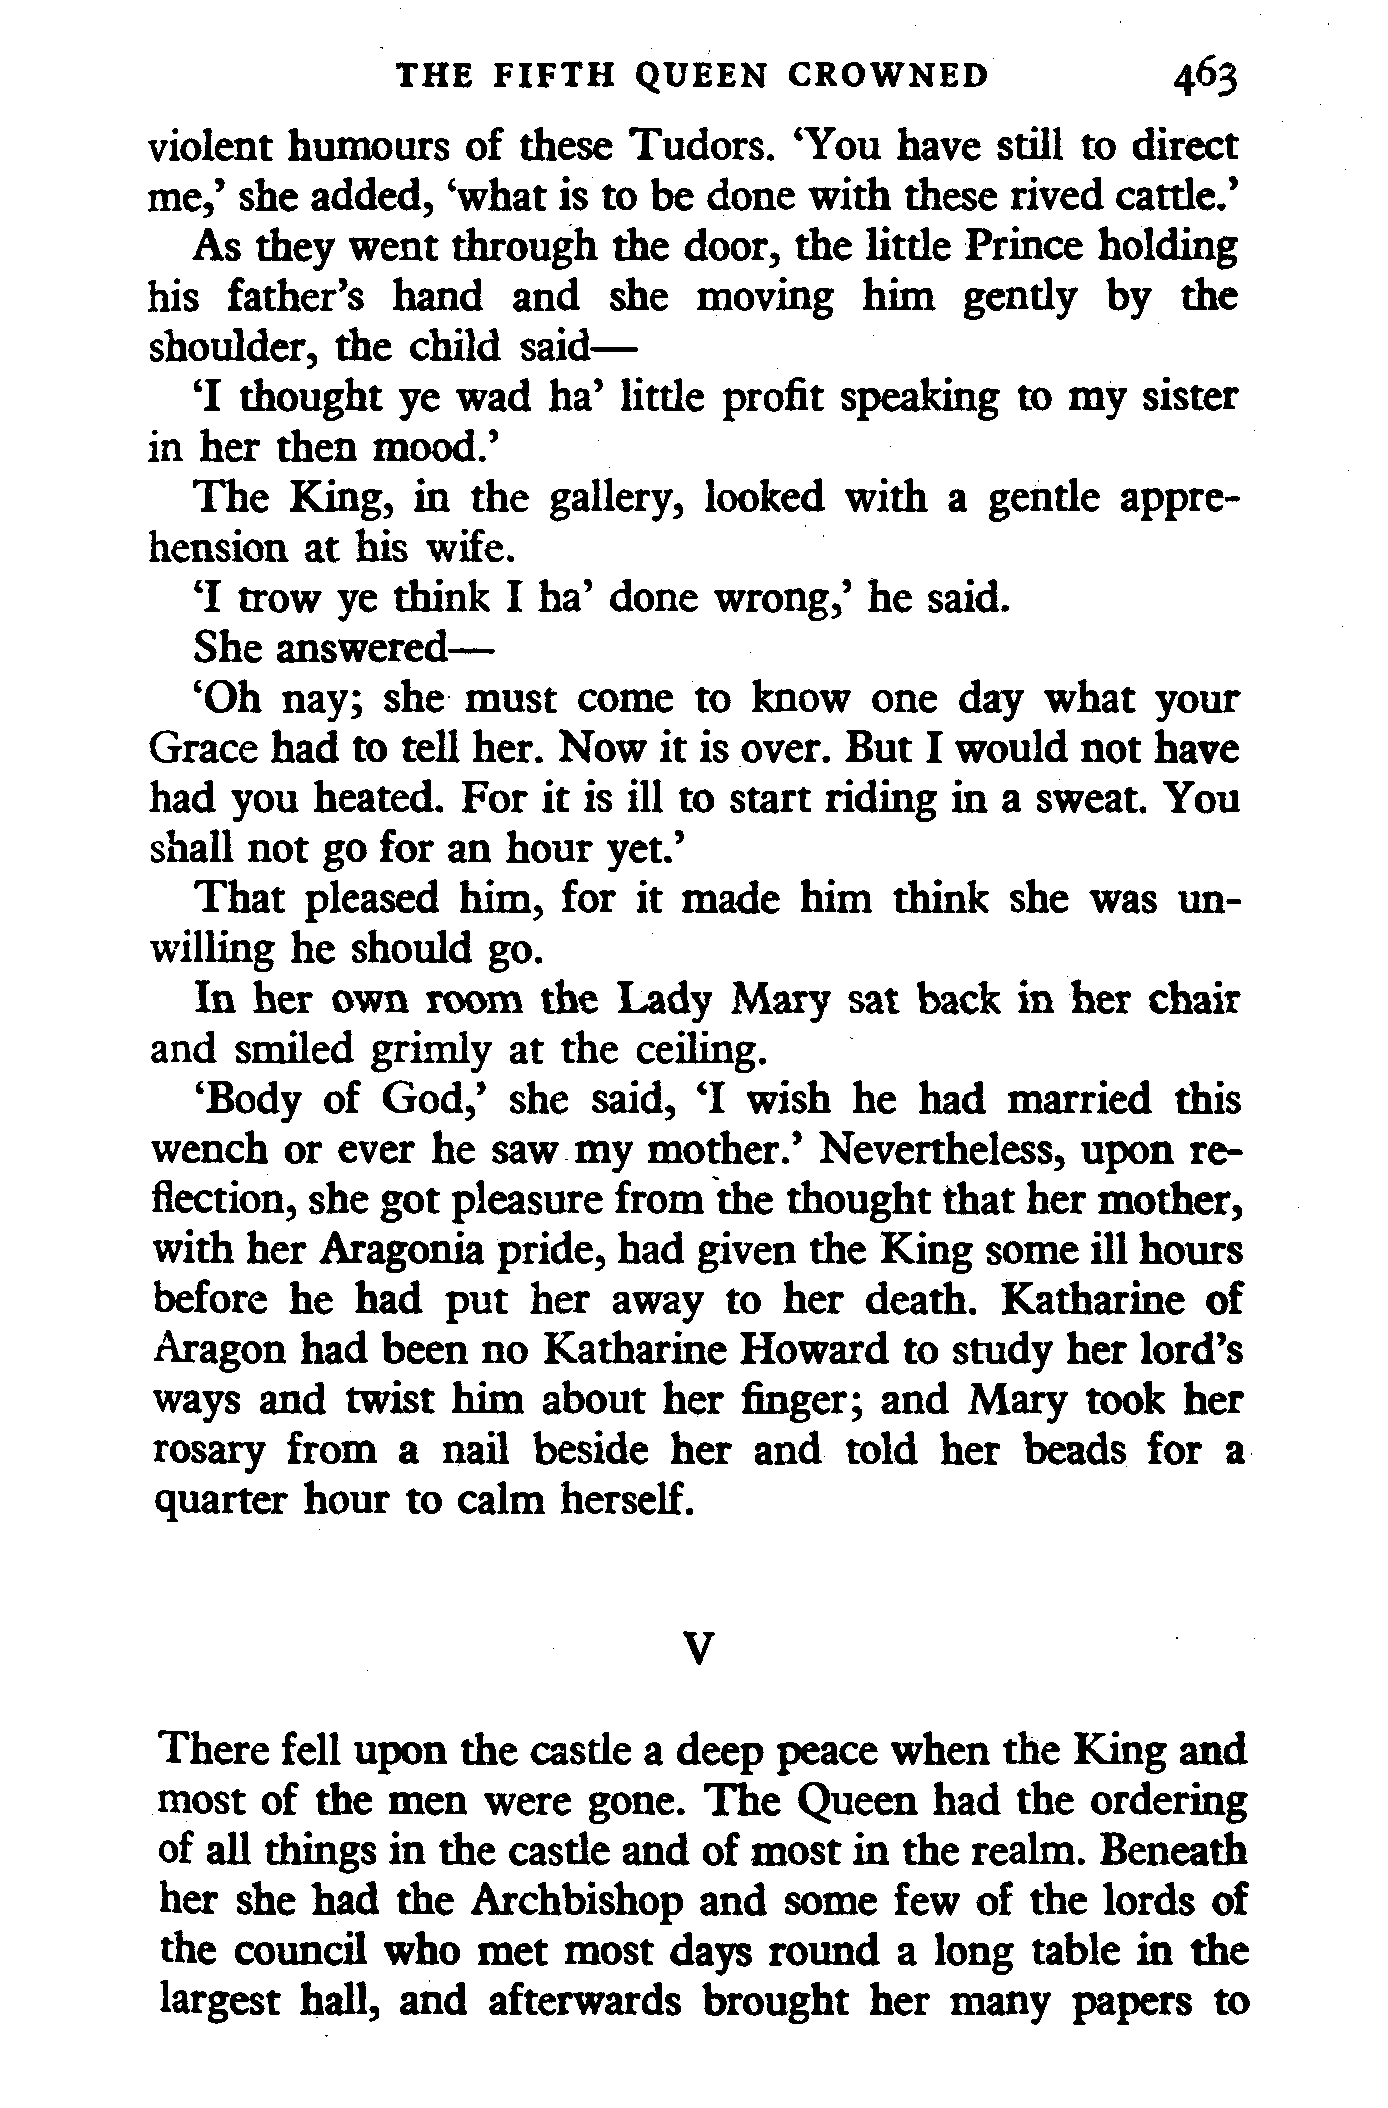 THE FIFTH QUEEN CROWNED 463
violent humours of these Tudors. ‘You have still to direct
me,’ she added, ‘what is to be done with these rived cattle.’
As they went through the door, the little Prince holding
his father’s hand and she moving him gently by the
shoulder, the child said—
‘I thought ye wad ha’ little profit speaking to my sister
in her then mood.’
The King, in the gallery, looked with a gentle appre-
hension at his wife.
‘I trow ye think I ha’ done wrong,’ he said.
She answered—
‘Oh nay; she must come to know one day what your
Grace had to tell her. Now it is over. But I would not have
had you heated. For it is ill to start riding in a sweat. You
shall not go for an hour yet.’
That pleased him, for it made him think she was un-
willing he should go.
In her own room the Lady Mary sat back in her chair
and smiled grimly at the ceiling.
‘Body of God,’ she said, ‘I wish he had married this
wench or ever he saw my mother.’ Nevertheless, upon re-
flection, she got pleasure from the thought that her mother,
with her Aragonia pride, had given the King some ill hours
before he had put her away to her death. Katharine of
Aragon had been no Katharine Howard to study her lord’s
ways and twist him about her finger; and Mary took her
rosary from a nail beside her and told her beads for a
quarter hour to calm herself.
V
There fell upon the castle a deep peace when the King and
most of the men were gone. The Queen had the ordering
of all things in the castle and of most in the realm. Beneath
her she had the Archbishop and some few of the lords of
the council who met most days round a long table in the
largest hall, and afterwards brought her many papers to